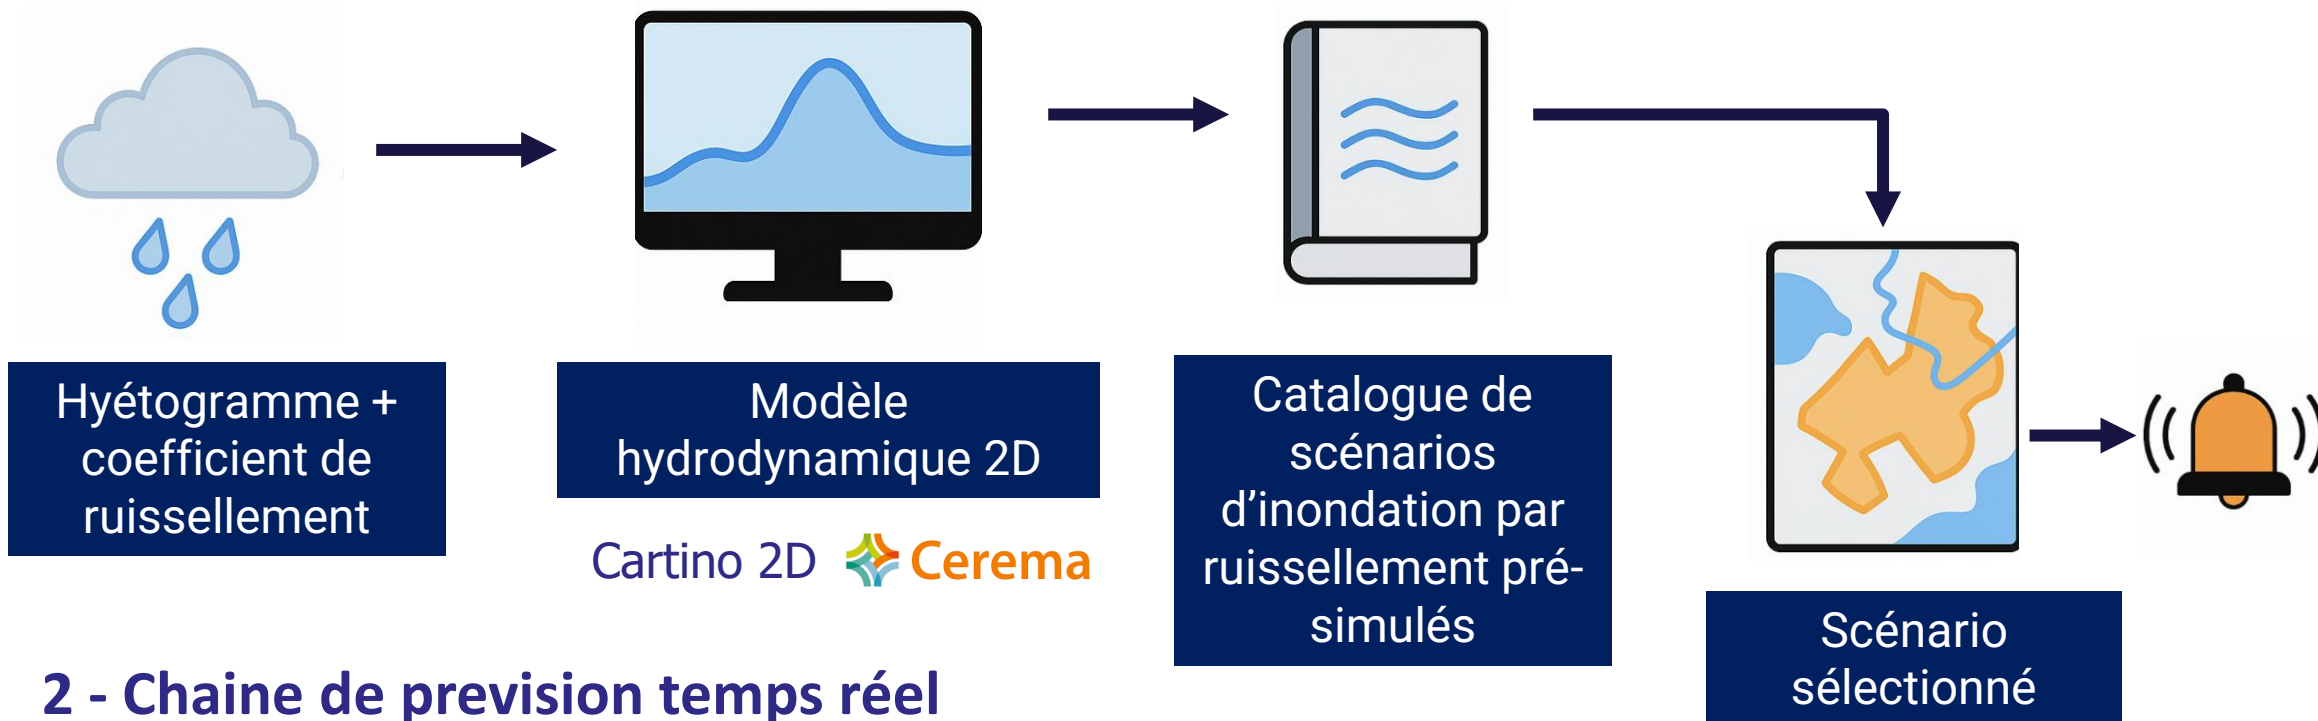 Hyétogramme +
coefficient de
ruissellement
Modèle
hydrodynamique 2D
Cartino 2D Cerema
Catalogue de
scénarios
d'inondation par
ruissellement pré-
simulés
Scénario
sélectionné
2 - Chaine de prevision temps réel